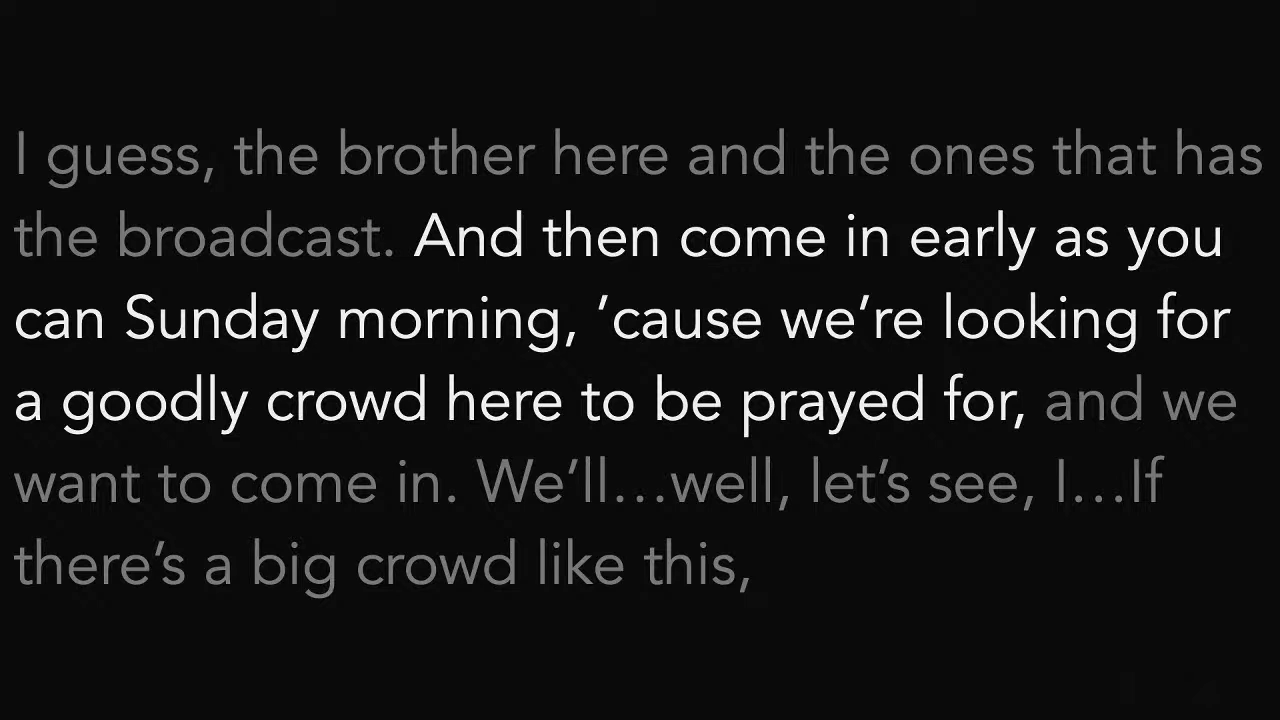 I guess, the brother here and the ones that has
the broadcast. And then come in early as you
can Sunday morning, ’cause we’re looking for
a goodly crowd here to be prayed for, and we
want to come in. We’ll…well, let’s see, I…If
there’s a big crowd like this,